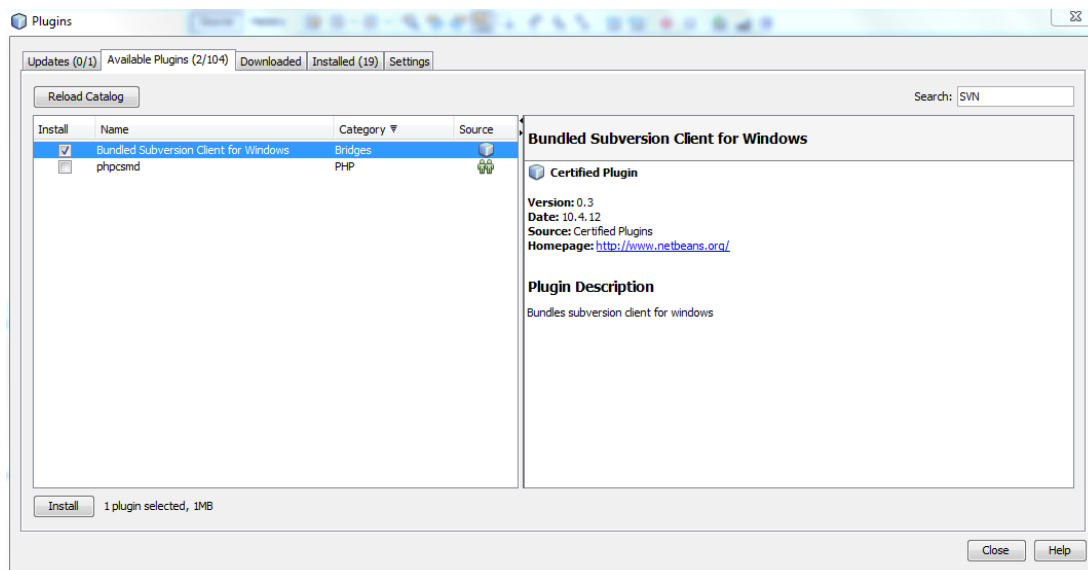 Plugins
Updates (0/1) Available Plugins (2/104) Downloaded Installed (19) Settings
Reload Catalog Search: SVN
Install Name Category Source
Bundled Subversion Client for Windows Bridges
phpcsmd PHP
Bundled Subversion Client for Windows
Certified Plugin
Version: 0.3
Date: 10.4.12
Source: Certified Plugins
Homepage: http://www.netbeans.org/
Plugin Description
Bundles subversion client for windows
Install 1 plugin selected, 1MB
Close Help